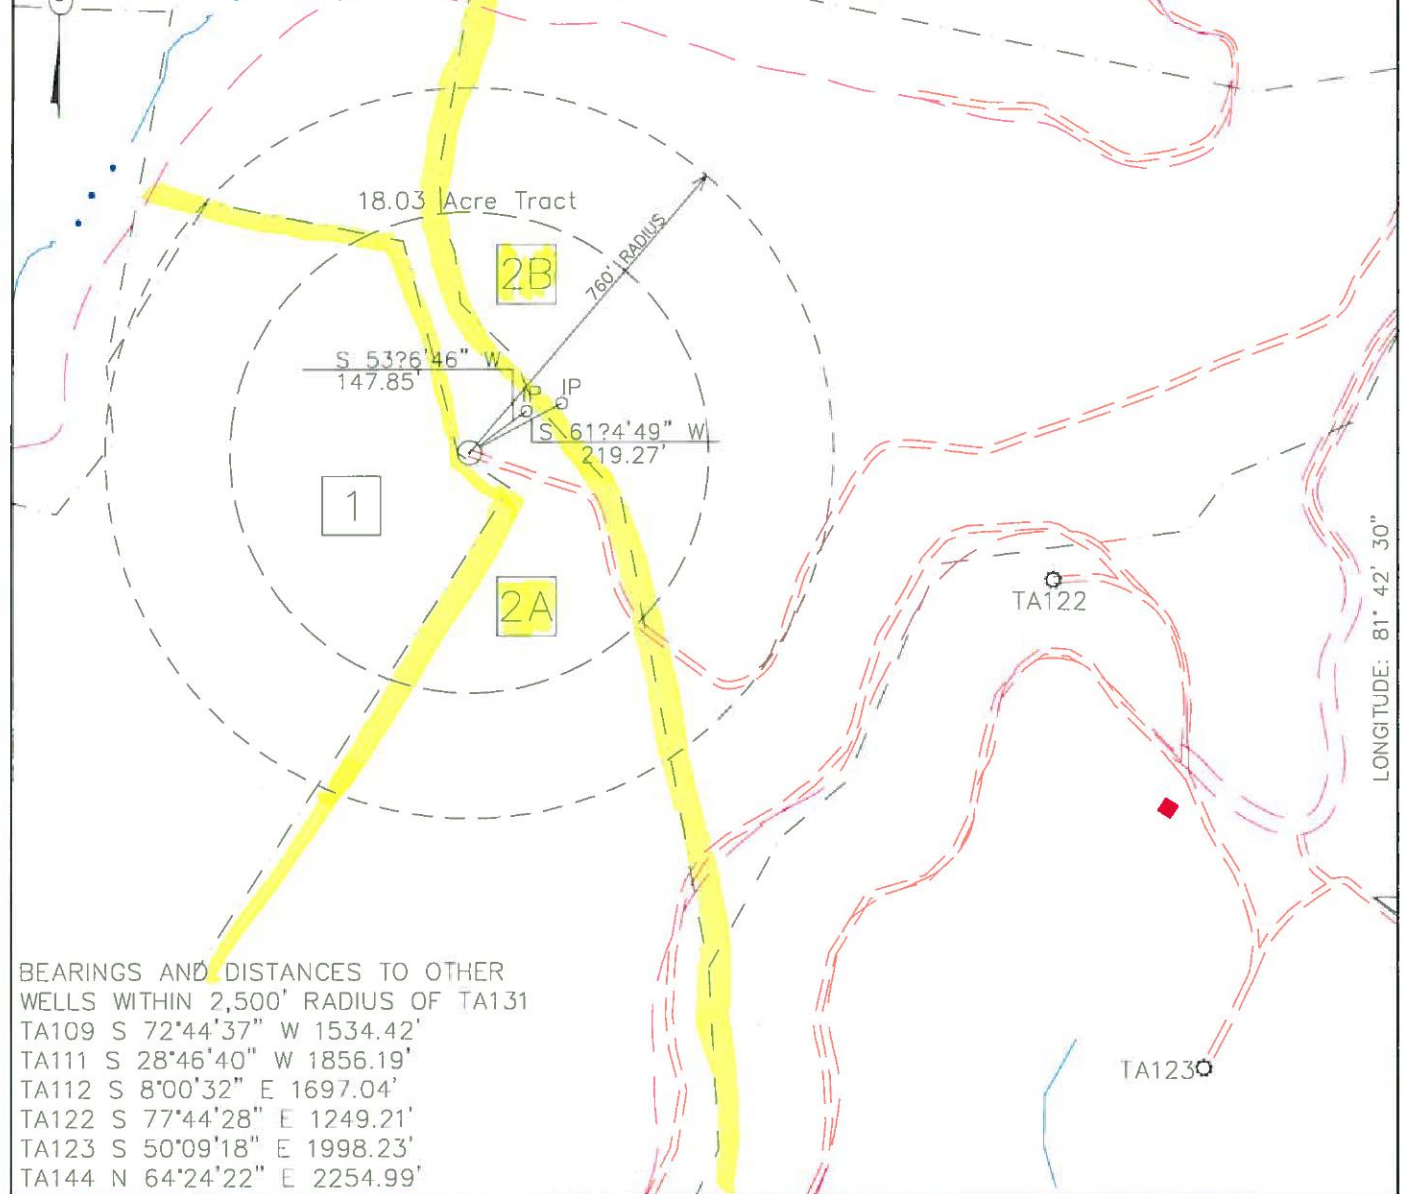 18.03 Acre Tract
2B
760' RADIUS
S 53?6'46" W
147.85'
IP
IP
S 61?4'49" W
219.27'
1
2A
TA122
LONGITUDE: 81° 42' 30"
TA123
BEARINGS AND DISTANCES TO OTHER
WELLS WITHIN 2,500' RADIUS OF TA131
TA109 S 72°44'37" W 1534.42'
TA111 S 28°46'40" W 1856.19'
TA112 S 8°00'32" E 1697.04'
TA122 S 77°44'28" E 1249.21'
TA123 S 50°09'18" E 1998.23'
TA144 N 64°24'22" E 2254.99'